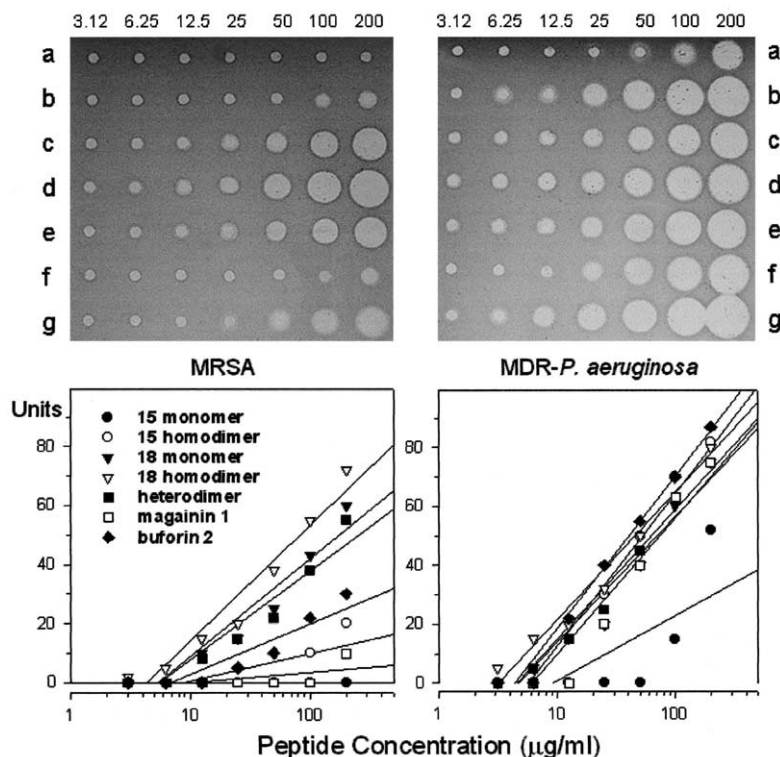 3.12 6.25 12.5 25 50 100 200
3.12 6.25 12.5 25 50 100 200
a
b
c
d
e
f
g
a
b
c
d
e
f
g
MRSA
MDR-P. aeruginosa
Units
15 monomer
15 homodimer
18 monomer
18 homodimer
heterodimer
magainin 1
buforin 2
80
60
40
20
0
1 10 100
80
60
40
20
0
1 10 100
Peptide Concentration (µg/ml)